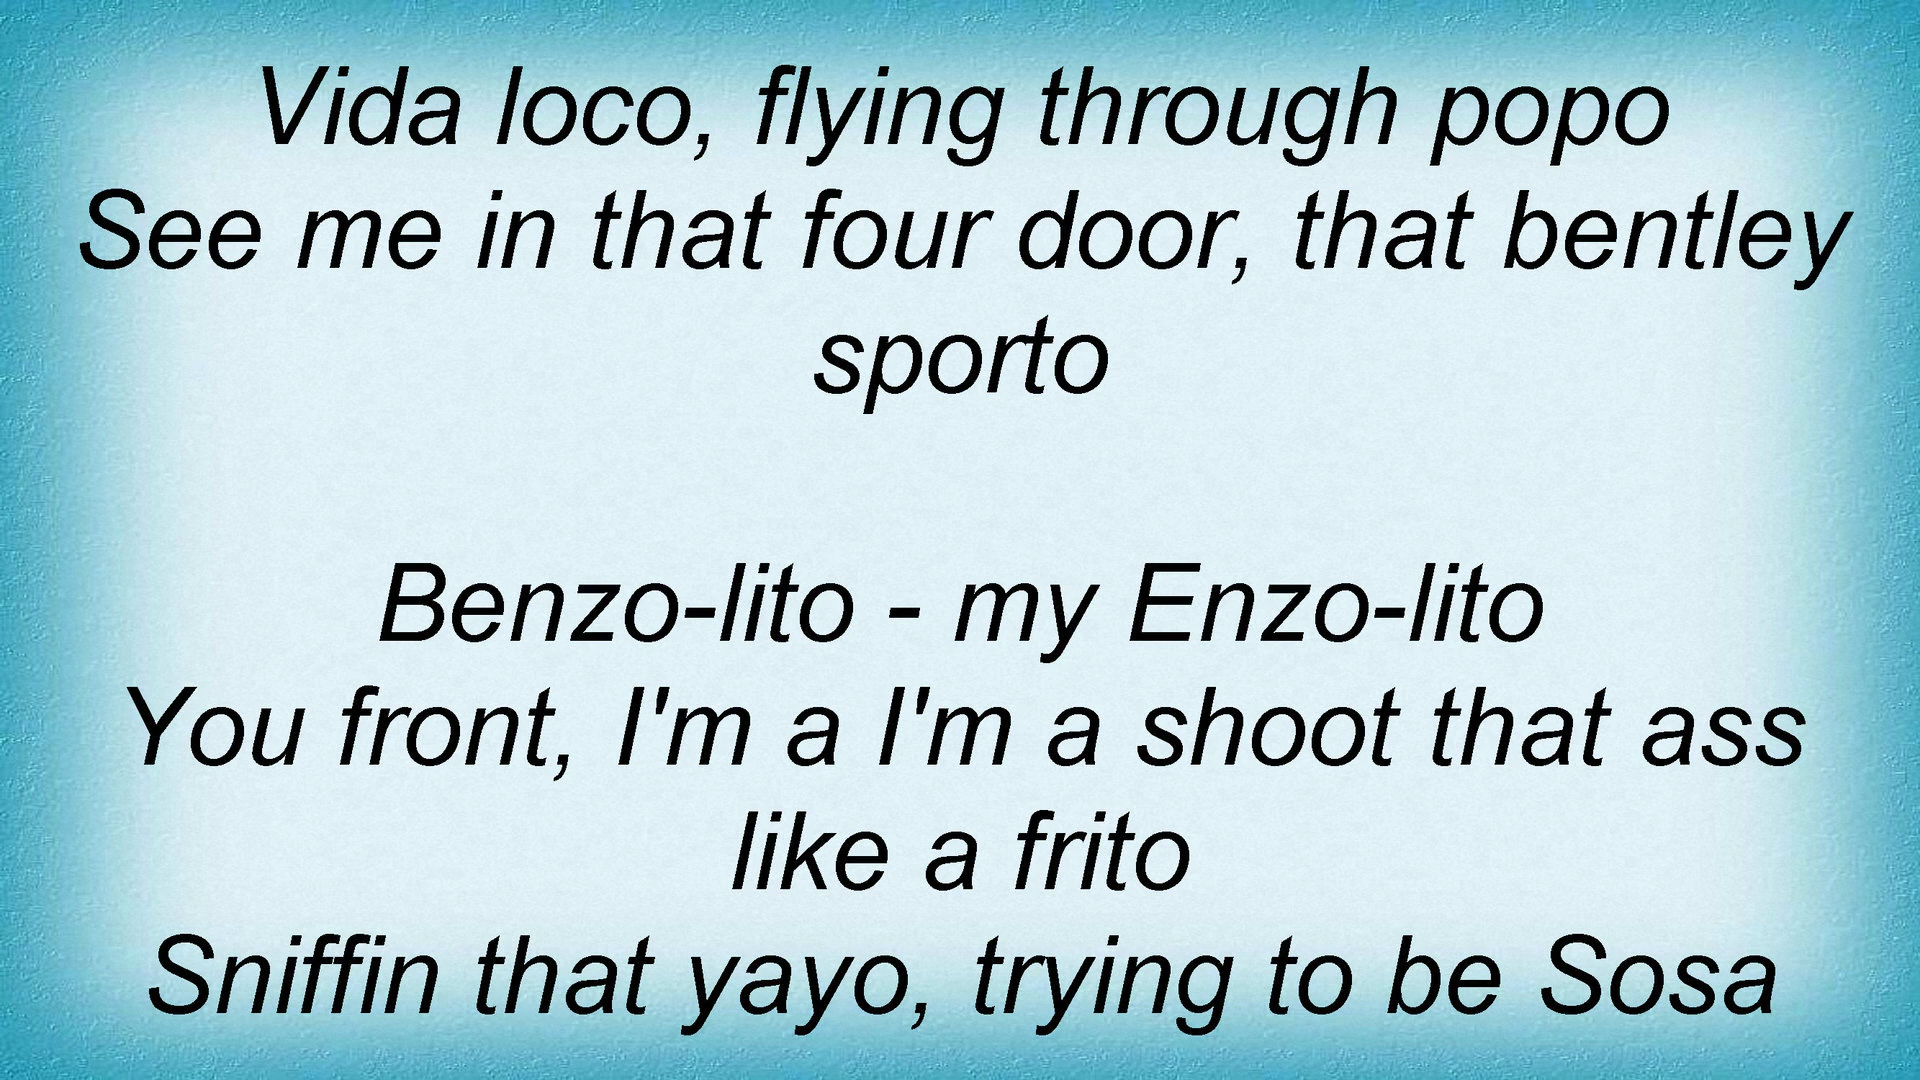 Vida loco, flying through popo
See me in that four door, that bentley
sporto
Benzo-lito - my Enzo-lito
You front, I'm a I'm a shoot that ass
like a frito
Sniffin that yayo, trying to be Sosa